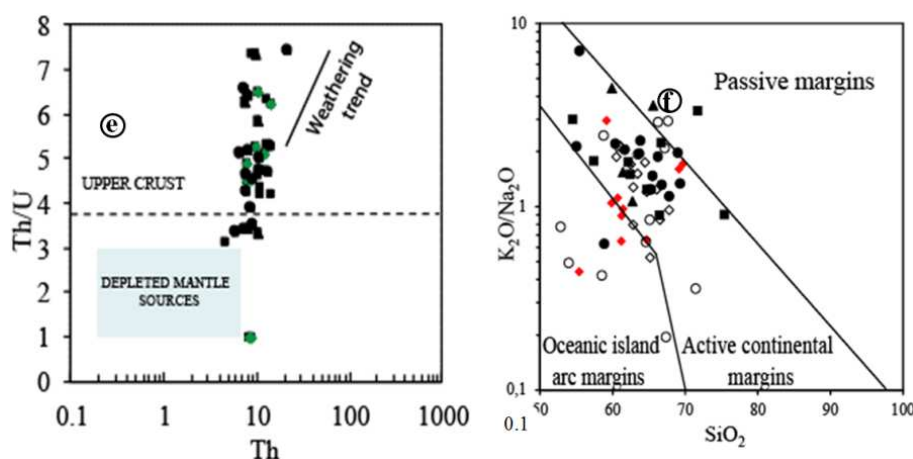 8
7
6
5
4
3
2
1
0
Th/U
ⓔ
Weathering
trend
UPPER CRUST
DEPLETED MANTLE
SOURCES
0.1 1 10 100 1000
Th
10
1
0,1
K₂O/Na₂O
ⓕ
Passive margins
Oceanic island
arc margins
Active continental
margins
0.1
50 60 70 80 90 100
SiO₂